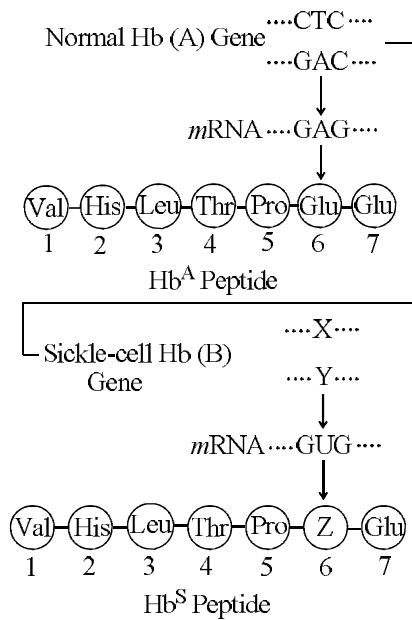 ....CTC....
Normal Hb (A) Gene
....GAC....
mRNA ....GAG....
Val His Leu Thr Pro Glu Glu
1 2 3 4 5 6 7
Hbᴬ Peptide
....X....
Sickle-cell Hb (B)
Gene
....Y....
mRNA ....GUG....
Val His Leu Thr Pro Z Glu
1 2 3 4 5 6 7
Hbˢ Peptide